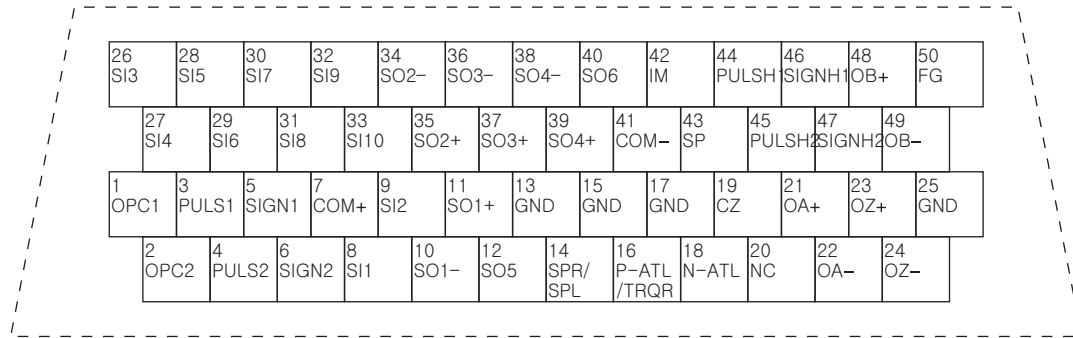 26 28 30 32 34 36 38 40 42 44 46 48 50
SI3 SI5 SI7 SI9 SO2- SO3- SO4- SO6 IM PULSH1 SIGNH1 OB+ FG
27 29 31 33 35 37 39 41 43 45 47 49
SI4 SI6 SI8 SI10 SO2+ SO3+ SO4+ COM- SP PULSH2 SIGNH2 OB-
1 3 5 7 9 11 13 15 17 19 21 23 25
OPC1 PULS1 SIGN1 COM+ SI2 SO1+ GND GND GND CZ OA+ OZ+ GND
2 4 6 8 10 12 14 16 18 20 22 24
OPC2 PULS2 SIGN2 SI1 SO1- SO5 SPR/ P-ATL N-ATL NC OA- OZ-
SPL /TRQR